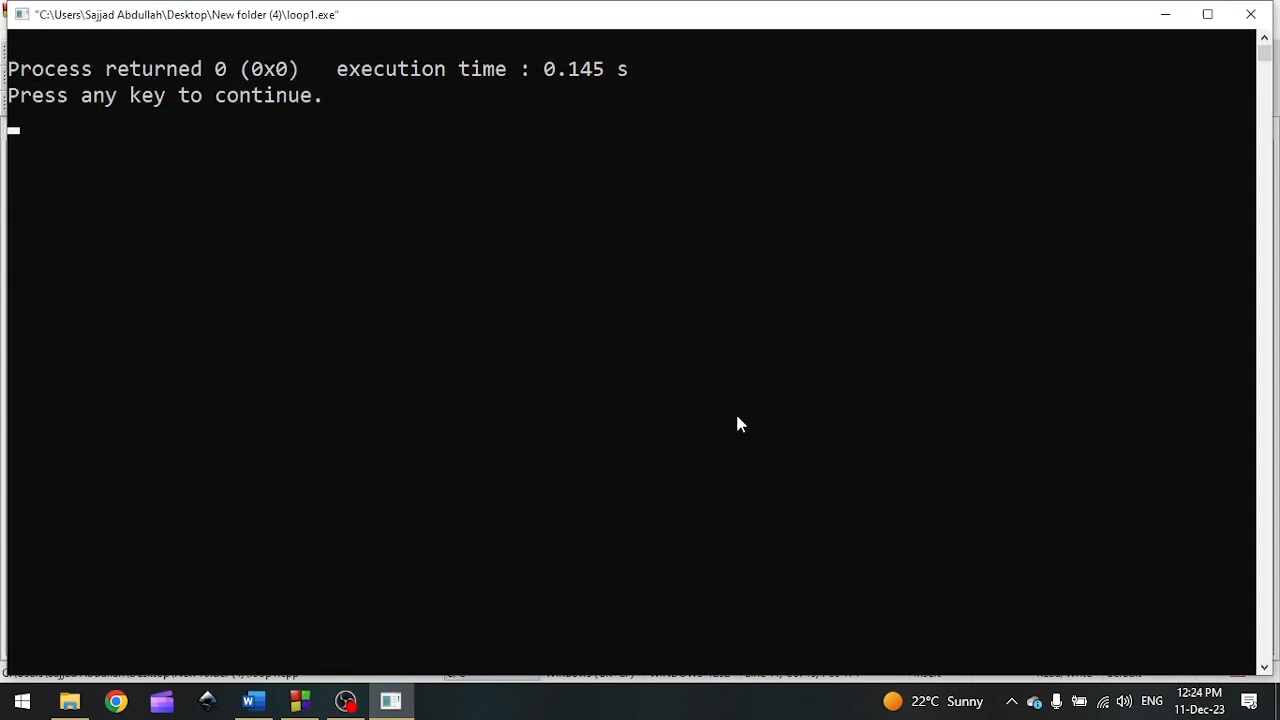 "C:\Users\Sajjad Abdullah\Desktop\New folder (4)\loop1.exe"
Process returned 0 (0x0)   execution time : 0.145 s
Press any key to continue.
22°C Sunny
ENG
12:24 PM
11-Dec-23